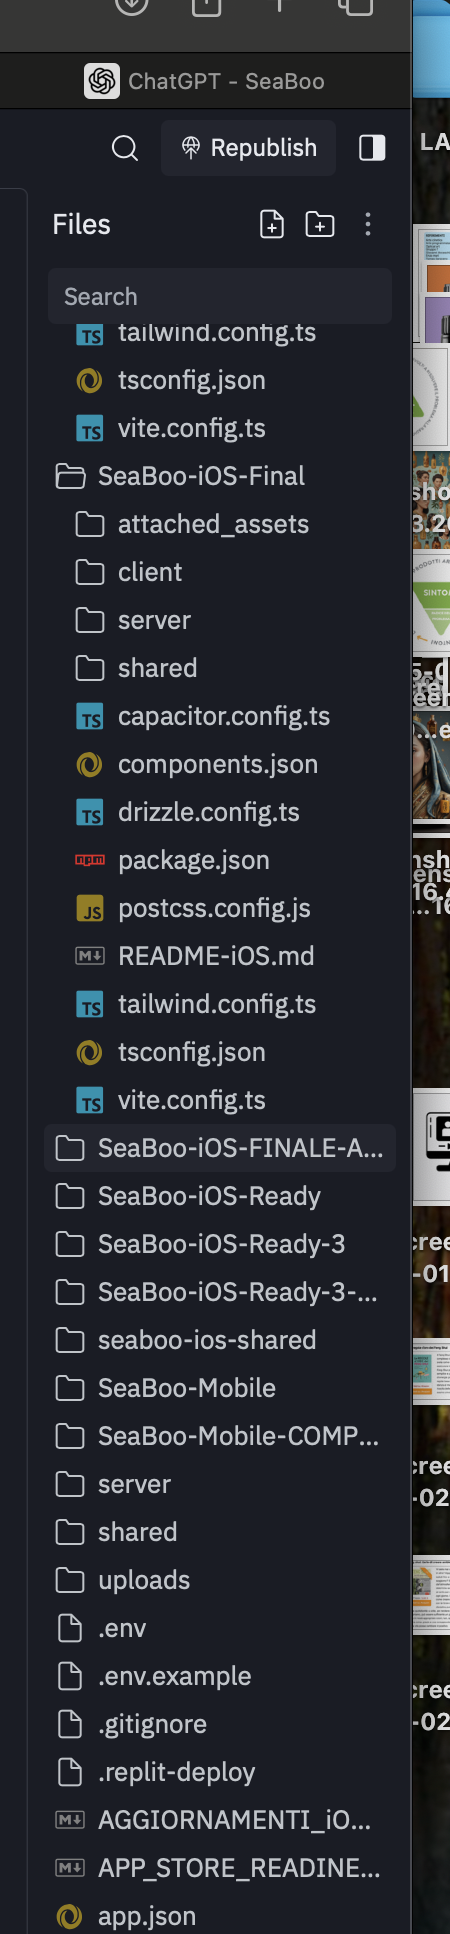 ChatGPT - SeaBoo
Republish
LA
Files
Search
tailwind.config.ts
tsconfig.json
vite.config.ts
SeaBoo-iOS-Final
attached_assets
client
server
shared
capacitor.config.ts
components.json
drizzle.config.ts
package.json
postcss.config.js
README-iOS.md
tailwind.config.ts
tsconfig.json
vite.config.ts
SeaBoo-iOS-FINALE-A...
SeaBoo-iOS-Ready
SeaBoo-iOS-Ready-3
SeaBoo-iOS-Ready-3-...
seaboo-ios-shared
SeaBoo-Mobile
SeaBoo-Mobile-COMP...
server
shared
uploads
.env
.env.example
.gitignore
.replit-deploy
AGGIORNAMENTI_iO...
APP_STORE_READINE...
app.json